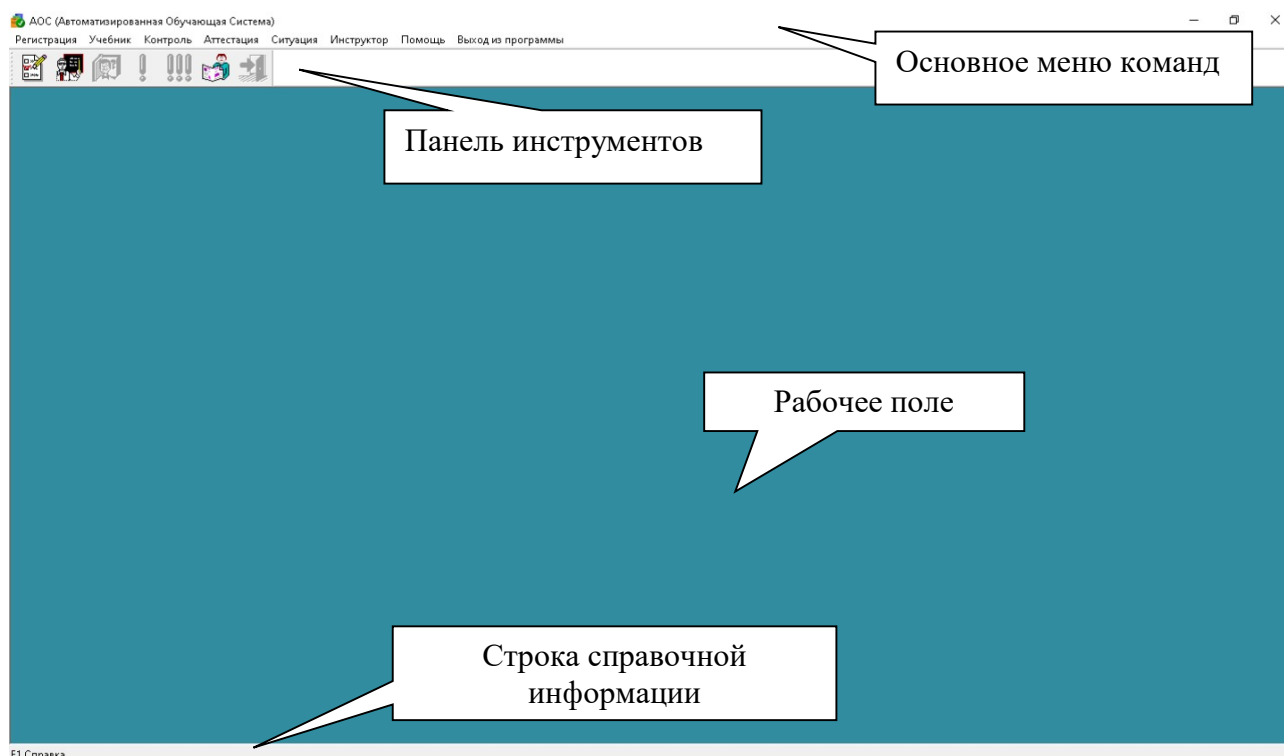 АОС (Автоматизированная Обучающая Система)
Регистрация Учебник Контроль Аттестация Ситуация Инструктор Помощь Выход из программы
Основное меню команд
Панель инструментов
Рабочее поле
Строка справочной
информации
F1 Справка